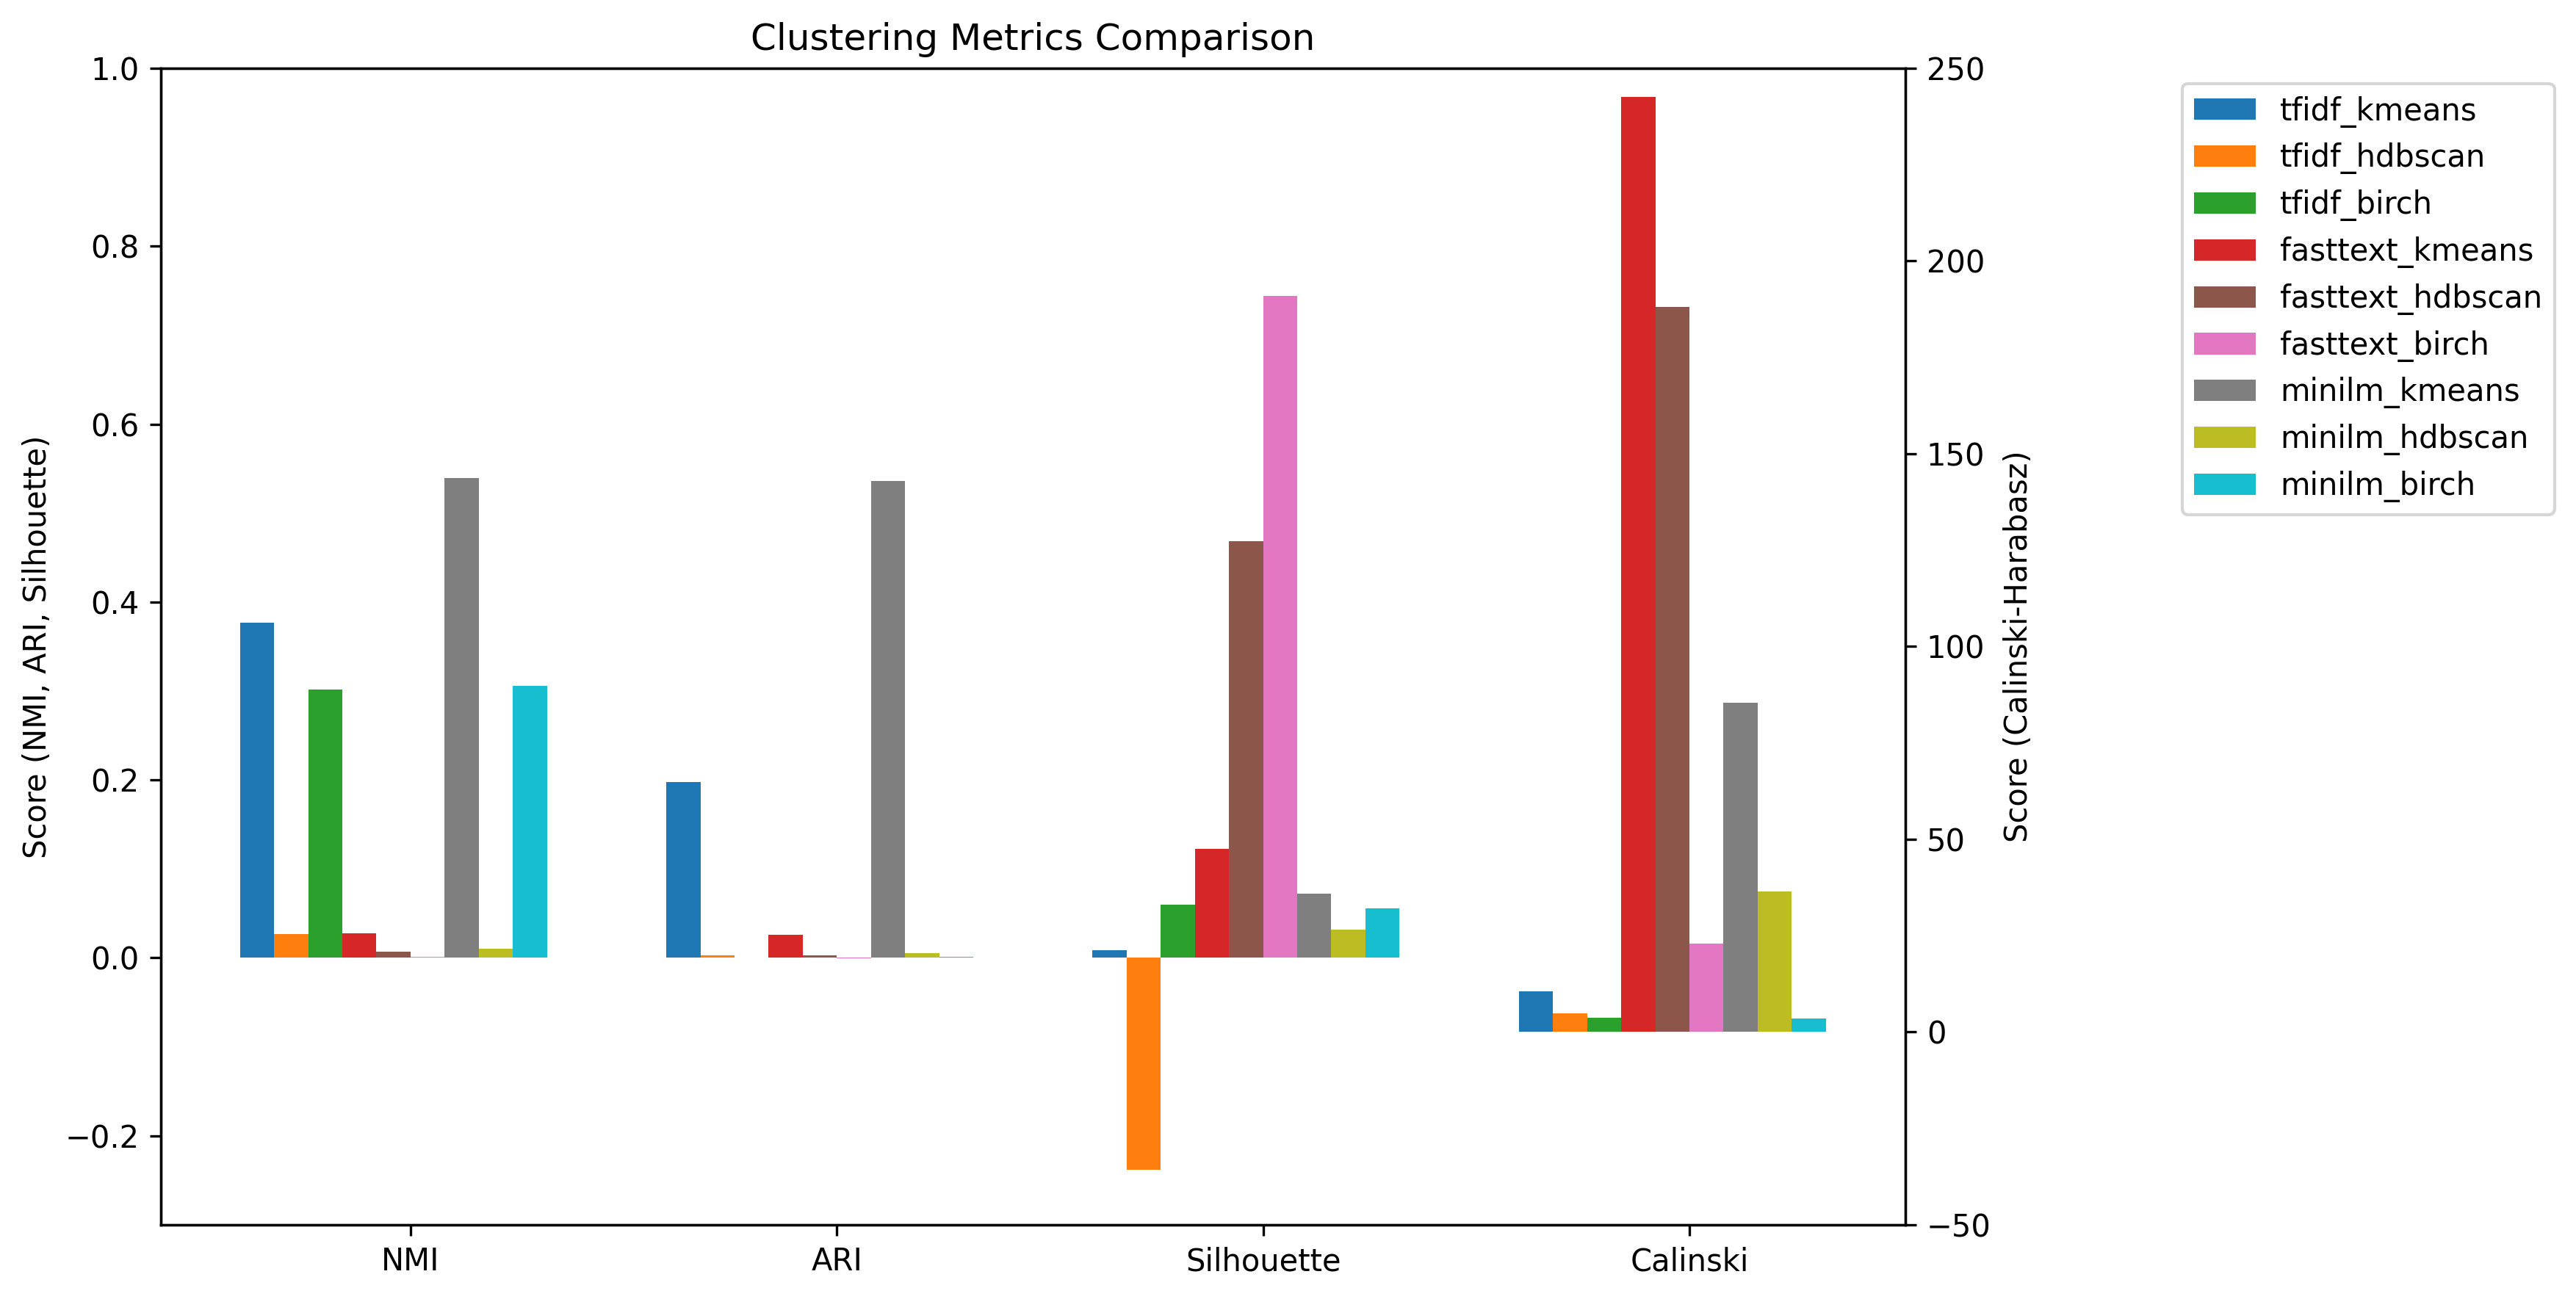 Clustering Metrics Comparison
1.0
0.8
0.6
0.4
0.2
0.0
−0.2
Score (NMI, ARI, Silhouette)
NMI
ARI
Silhouette
Calinski
250
200
150
100
50
0
−50
Score (Calinski-Harabasz)
tfidf_kmeans
tfidf_hdbscan
tfidf_birch
fasttext_kmeans
fasttext_hdbscan
fasttext_birch
minilm_kmeans
minilm_hdbscan
minilm_birch